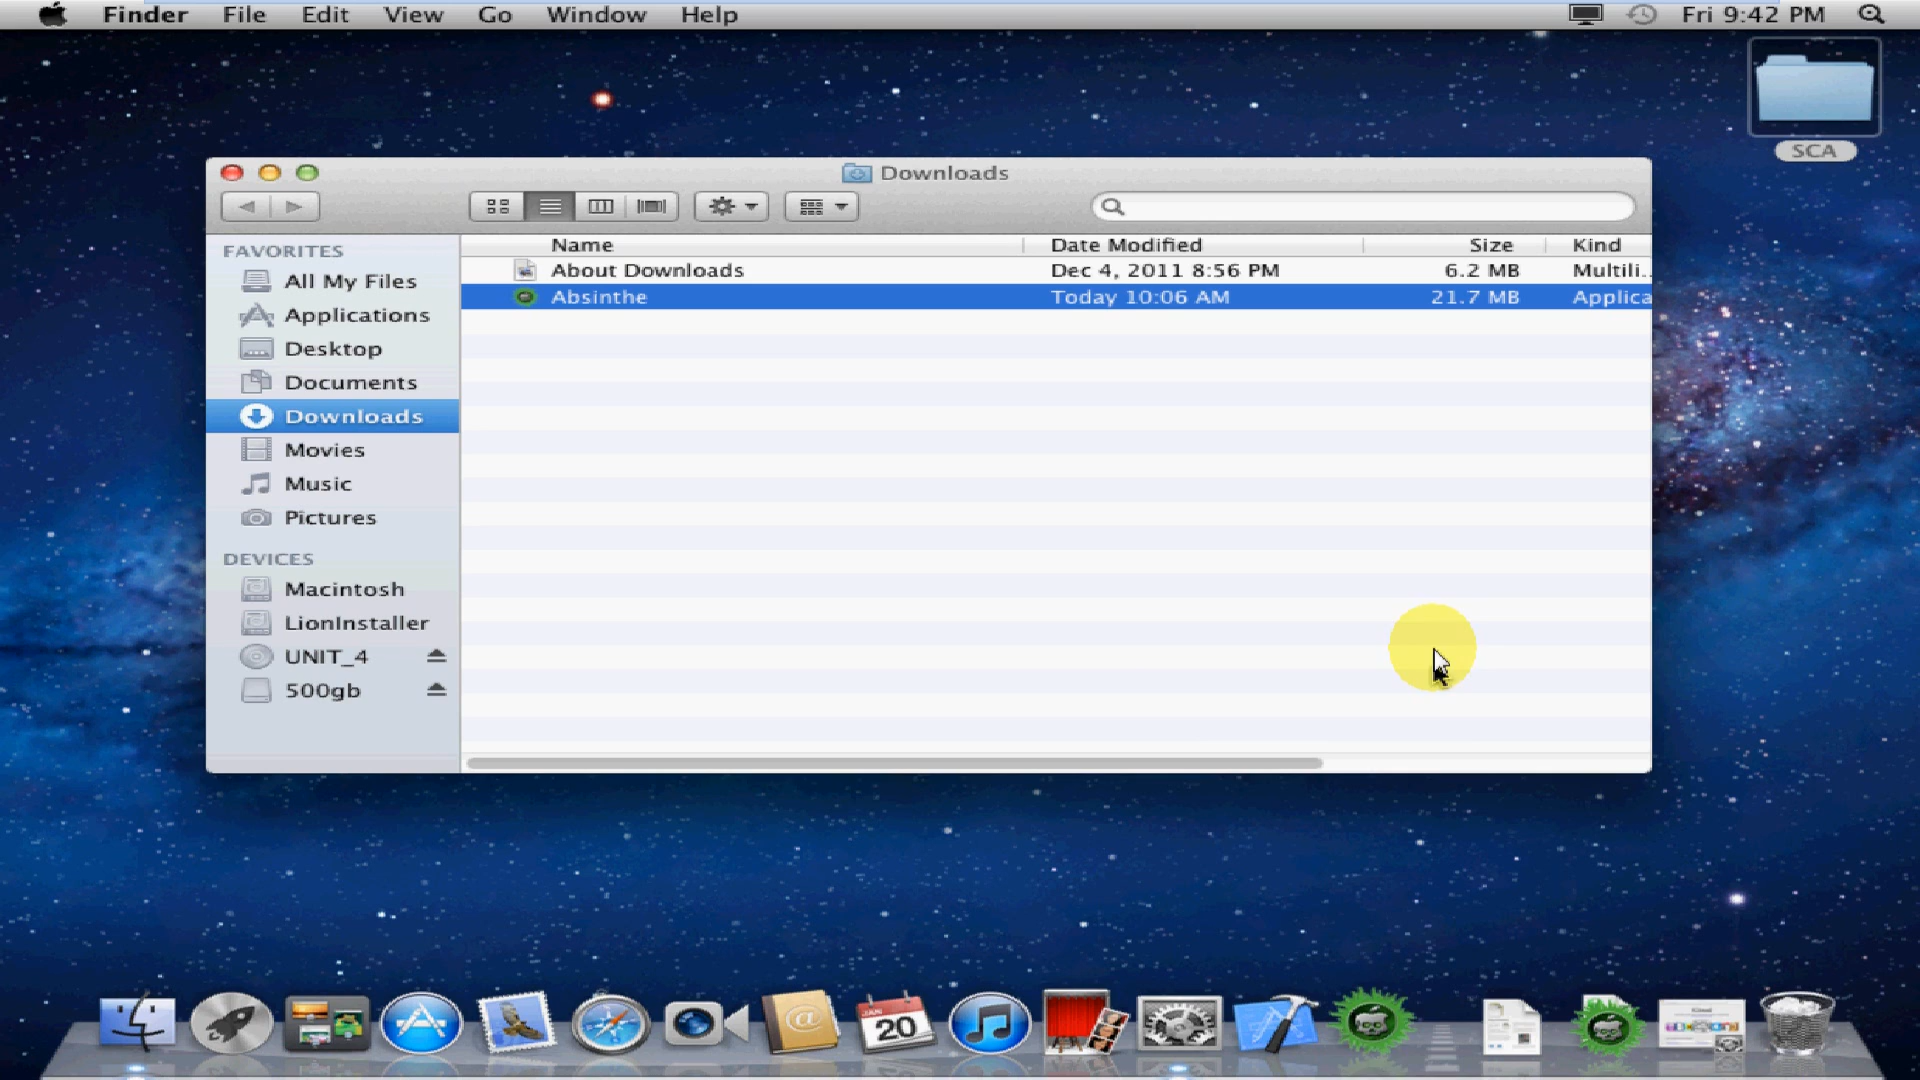 Finder File Edit View Go Window Help Fri 9:42 PM
SCA
Downloads
FAVORITES
All My Files
Applications
Desktop
Documents
Downloads
Movies
Music
Pictures
DEVICES
Macintosh
LionInstaller
UNIT_4
500gb
Name Date Modified Size Kind
About Downloads Dec 4, 2011 8:56 PM 6.2 MB Multili..
Absinthe Today 10:06 AM 21.7 MB Applica
JAN
20
@